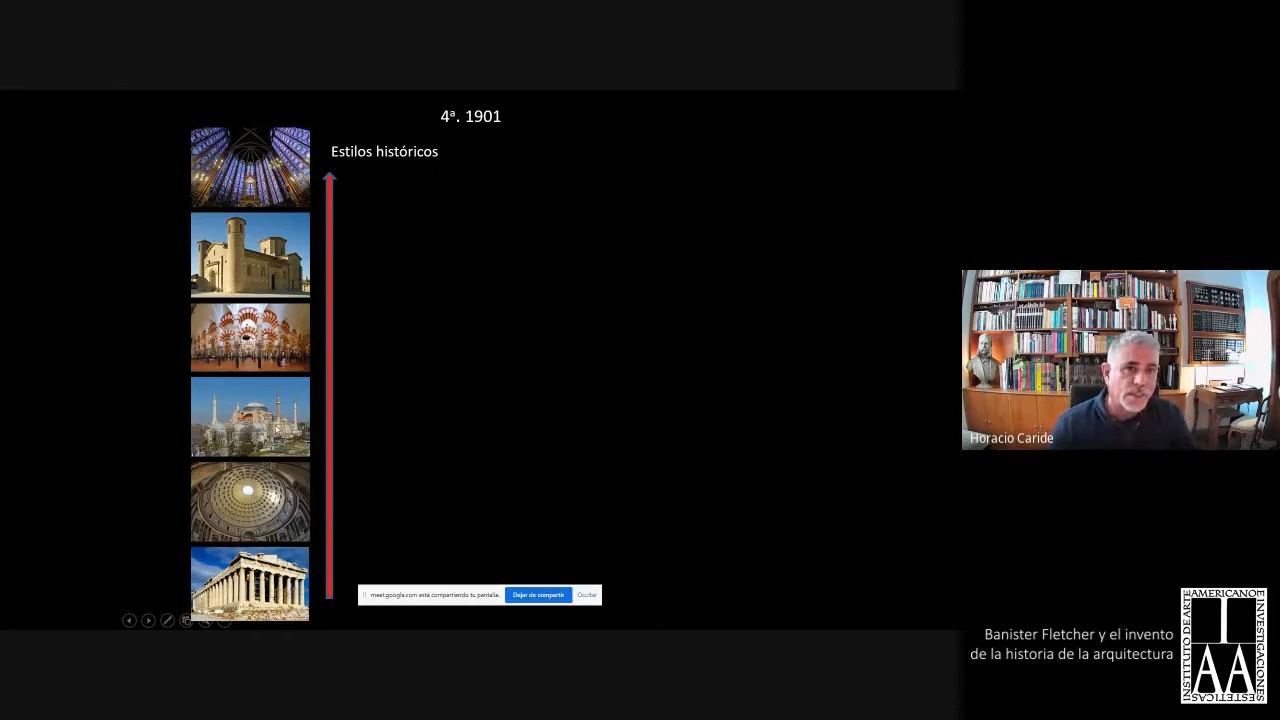 4ª. 1901
Estilos históricos
meet.google.com está compartiendo tu pantalla.
Dejar de compartir
Ocultar
Horacio Caride
Banister Fletcher y el invento
de la historia de la arquitectura
INSTITUTO DE ARTE
AMERICANO
E INVESTIGACIONES
ESTETICAS
IAA